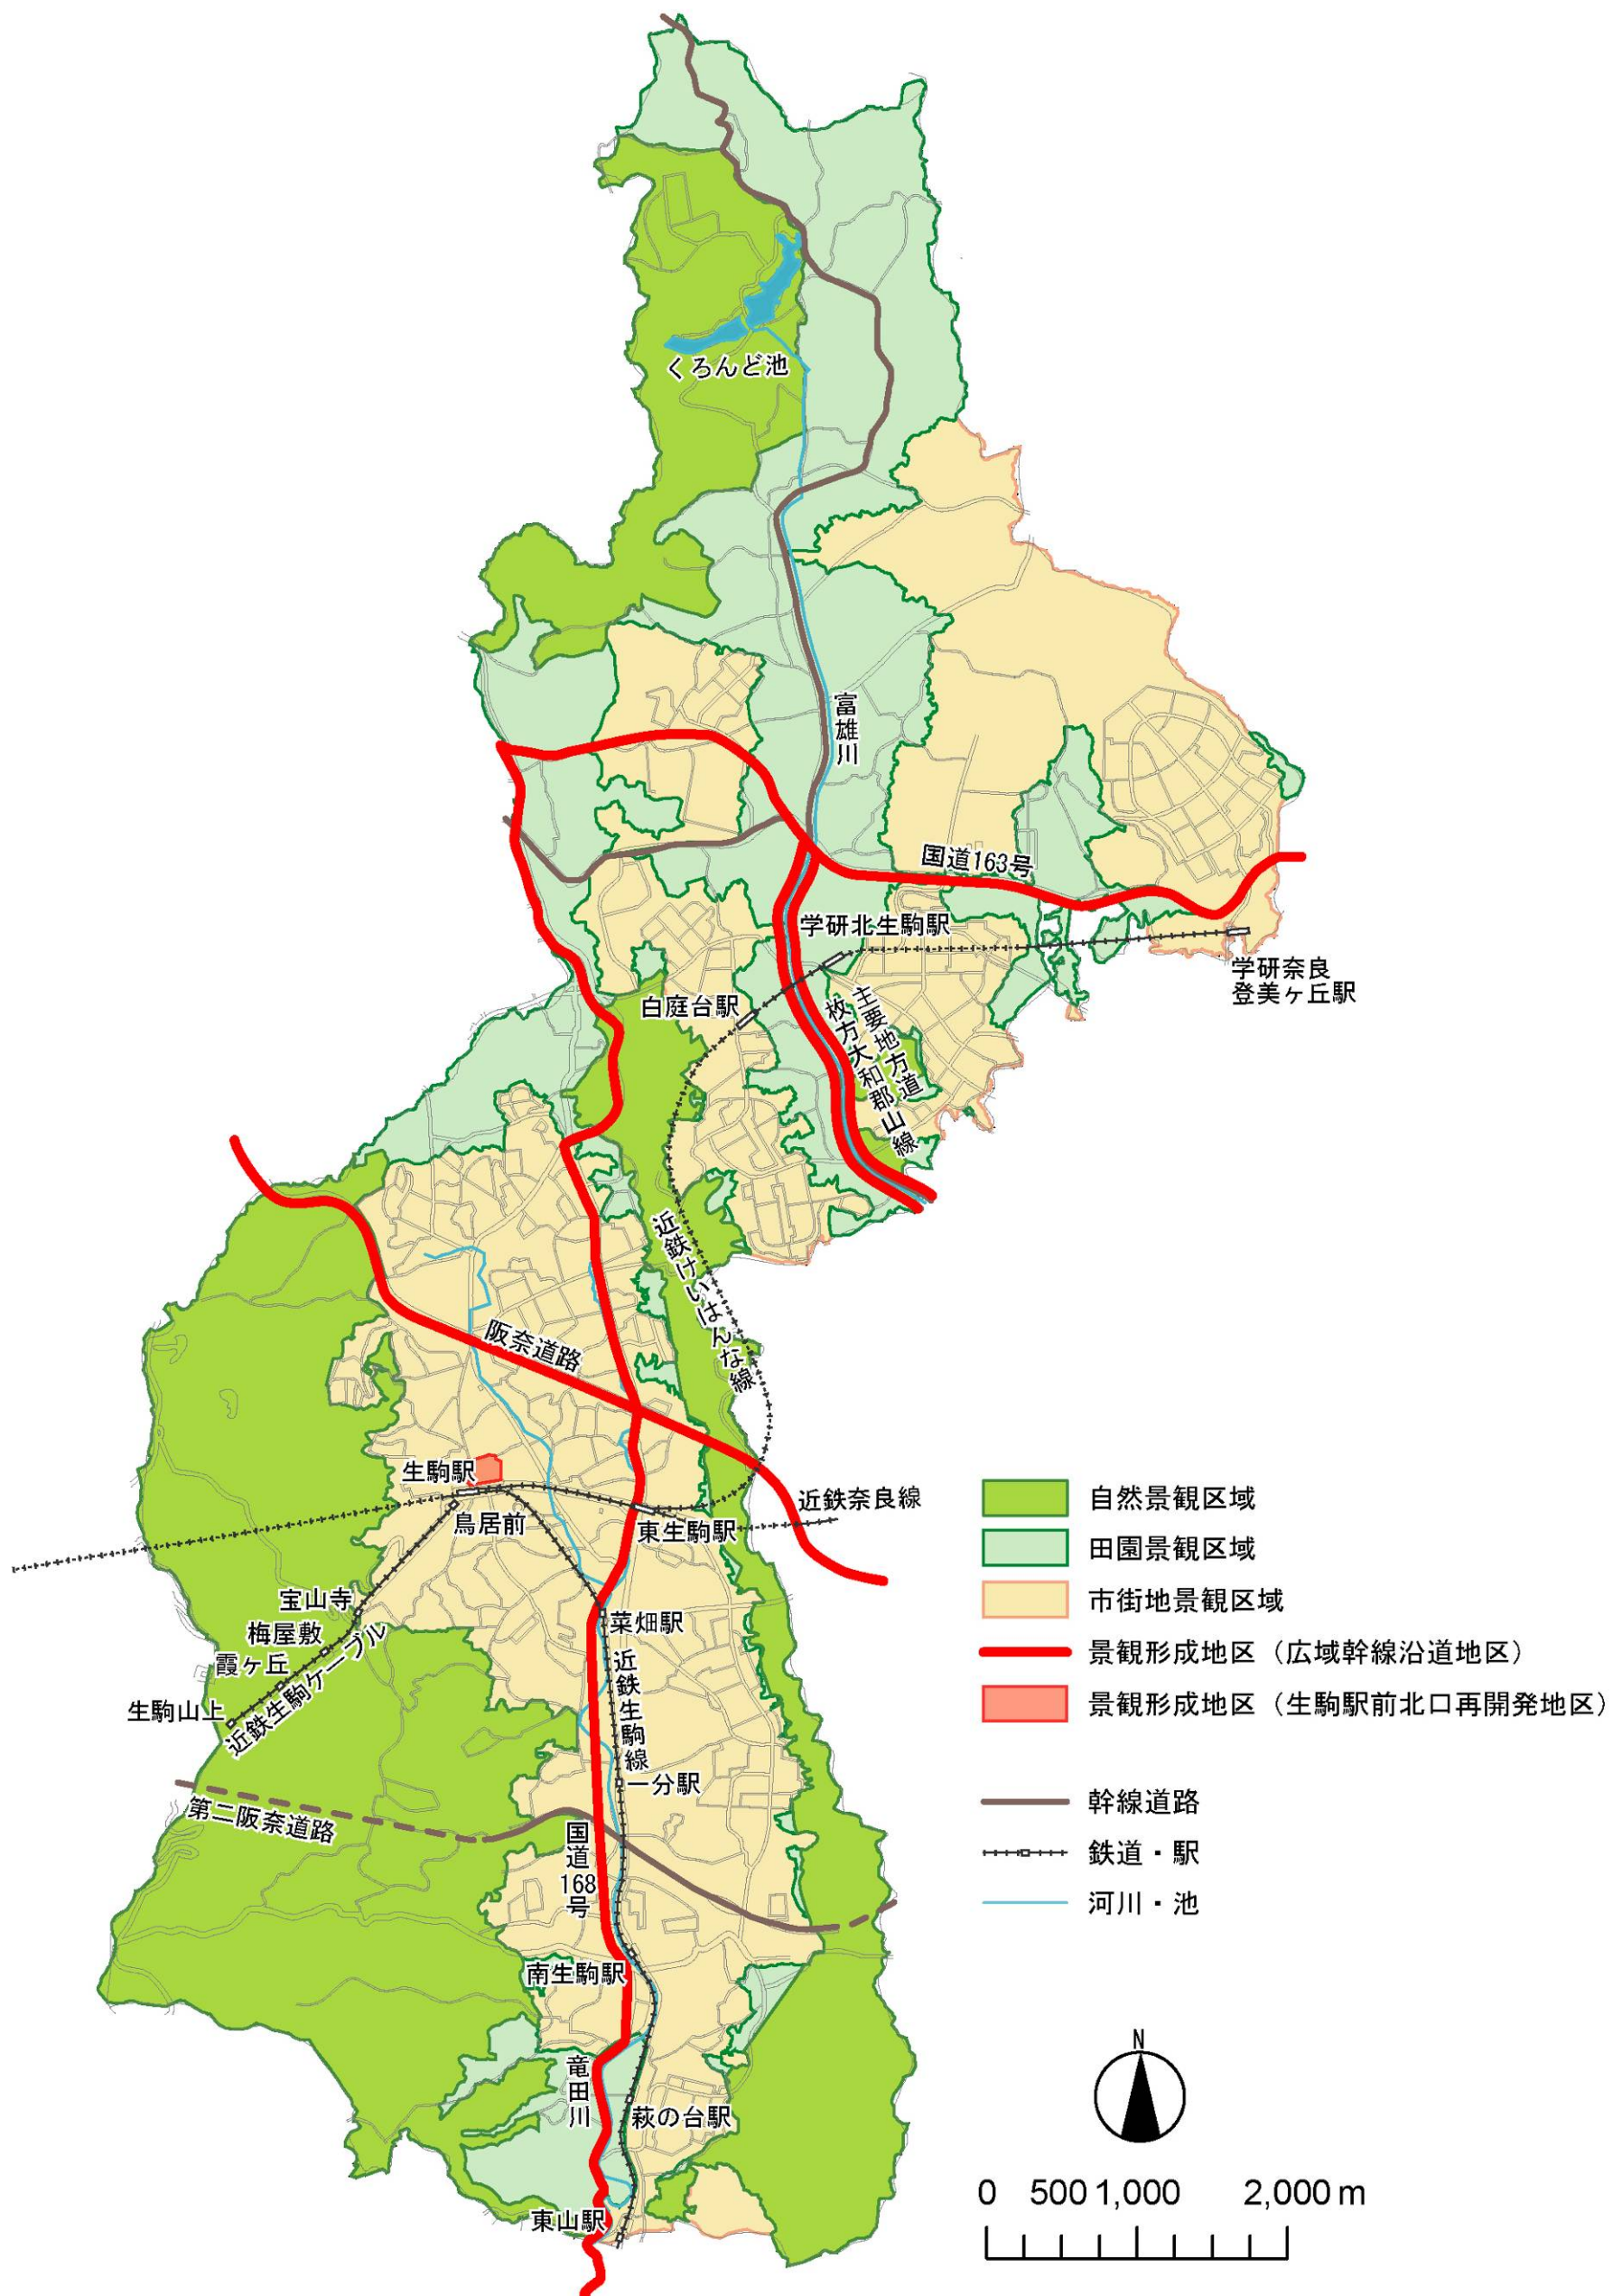 くろんど池
富雄川
国道163号
学研北生駒駅
学研奈良
登美ヶ丘駅
白庭台駅
主要地方道
枚方大和郡山線
近鉄けいはんな線
阪奈道路
生駒駅
鳥居前
東生駒駅
近鉄奈良線
宝山寺
梅屋敷
霞ヶ丘
生駒山上
近鉄生駒ケーブル
菜畑駅
近鉄生駒線
一分駅
第二阪奈道路
国道168号
南生駒駅
竜田川
萩の台駅
東山駅
自然景観区域
田園景観区域
市街地景観区域
景観形成地区（広域幹線沿道地区）
景観形成地区（生駒駅前北口再開発地区）
幹線道路
鉄道・駅
河川・池
N
0 500 1,000 2,000 m